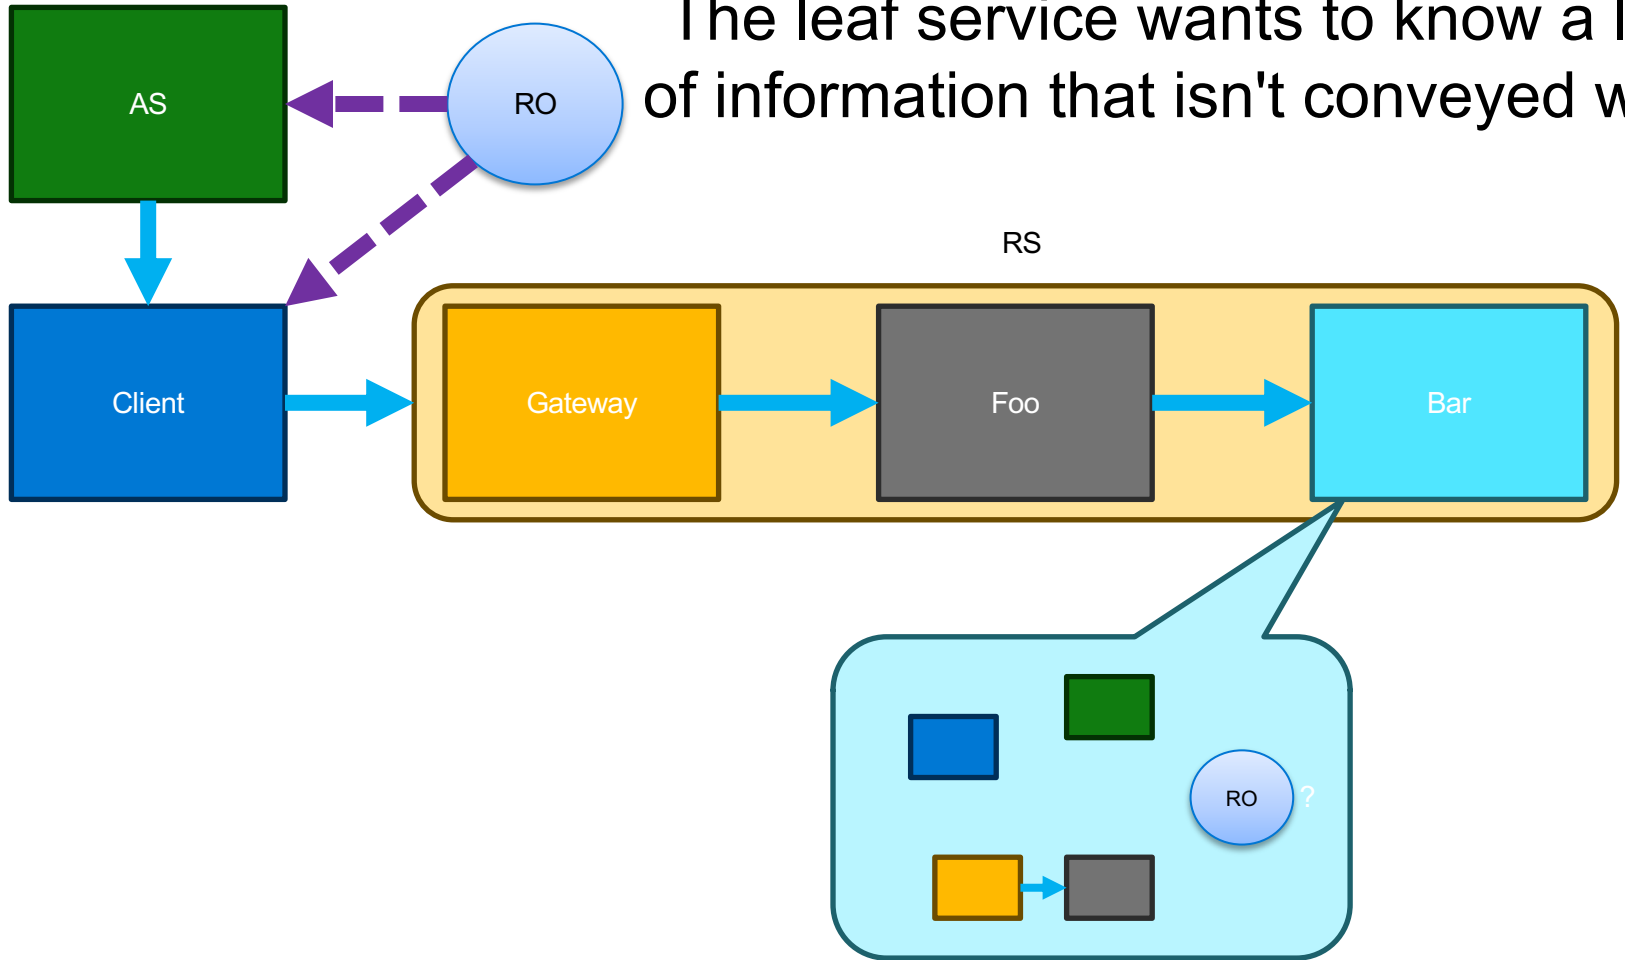 The leaf service wants to know a
of information that isn't conveyed
AS
RO
RS
Client
Gateway
Foo
Bar
RO
?